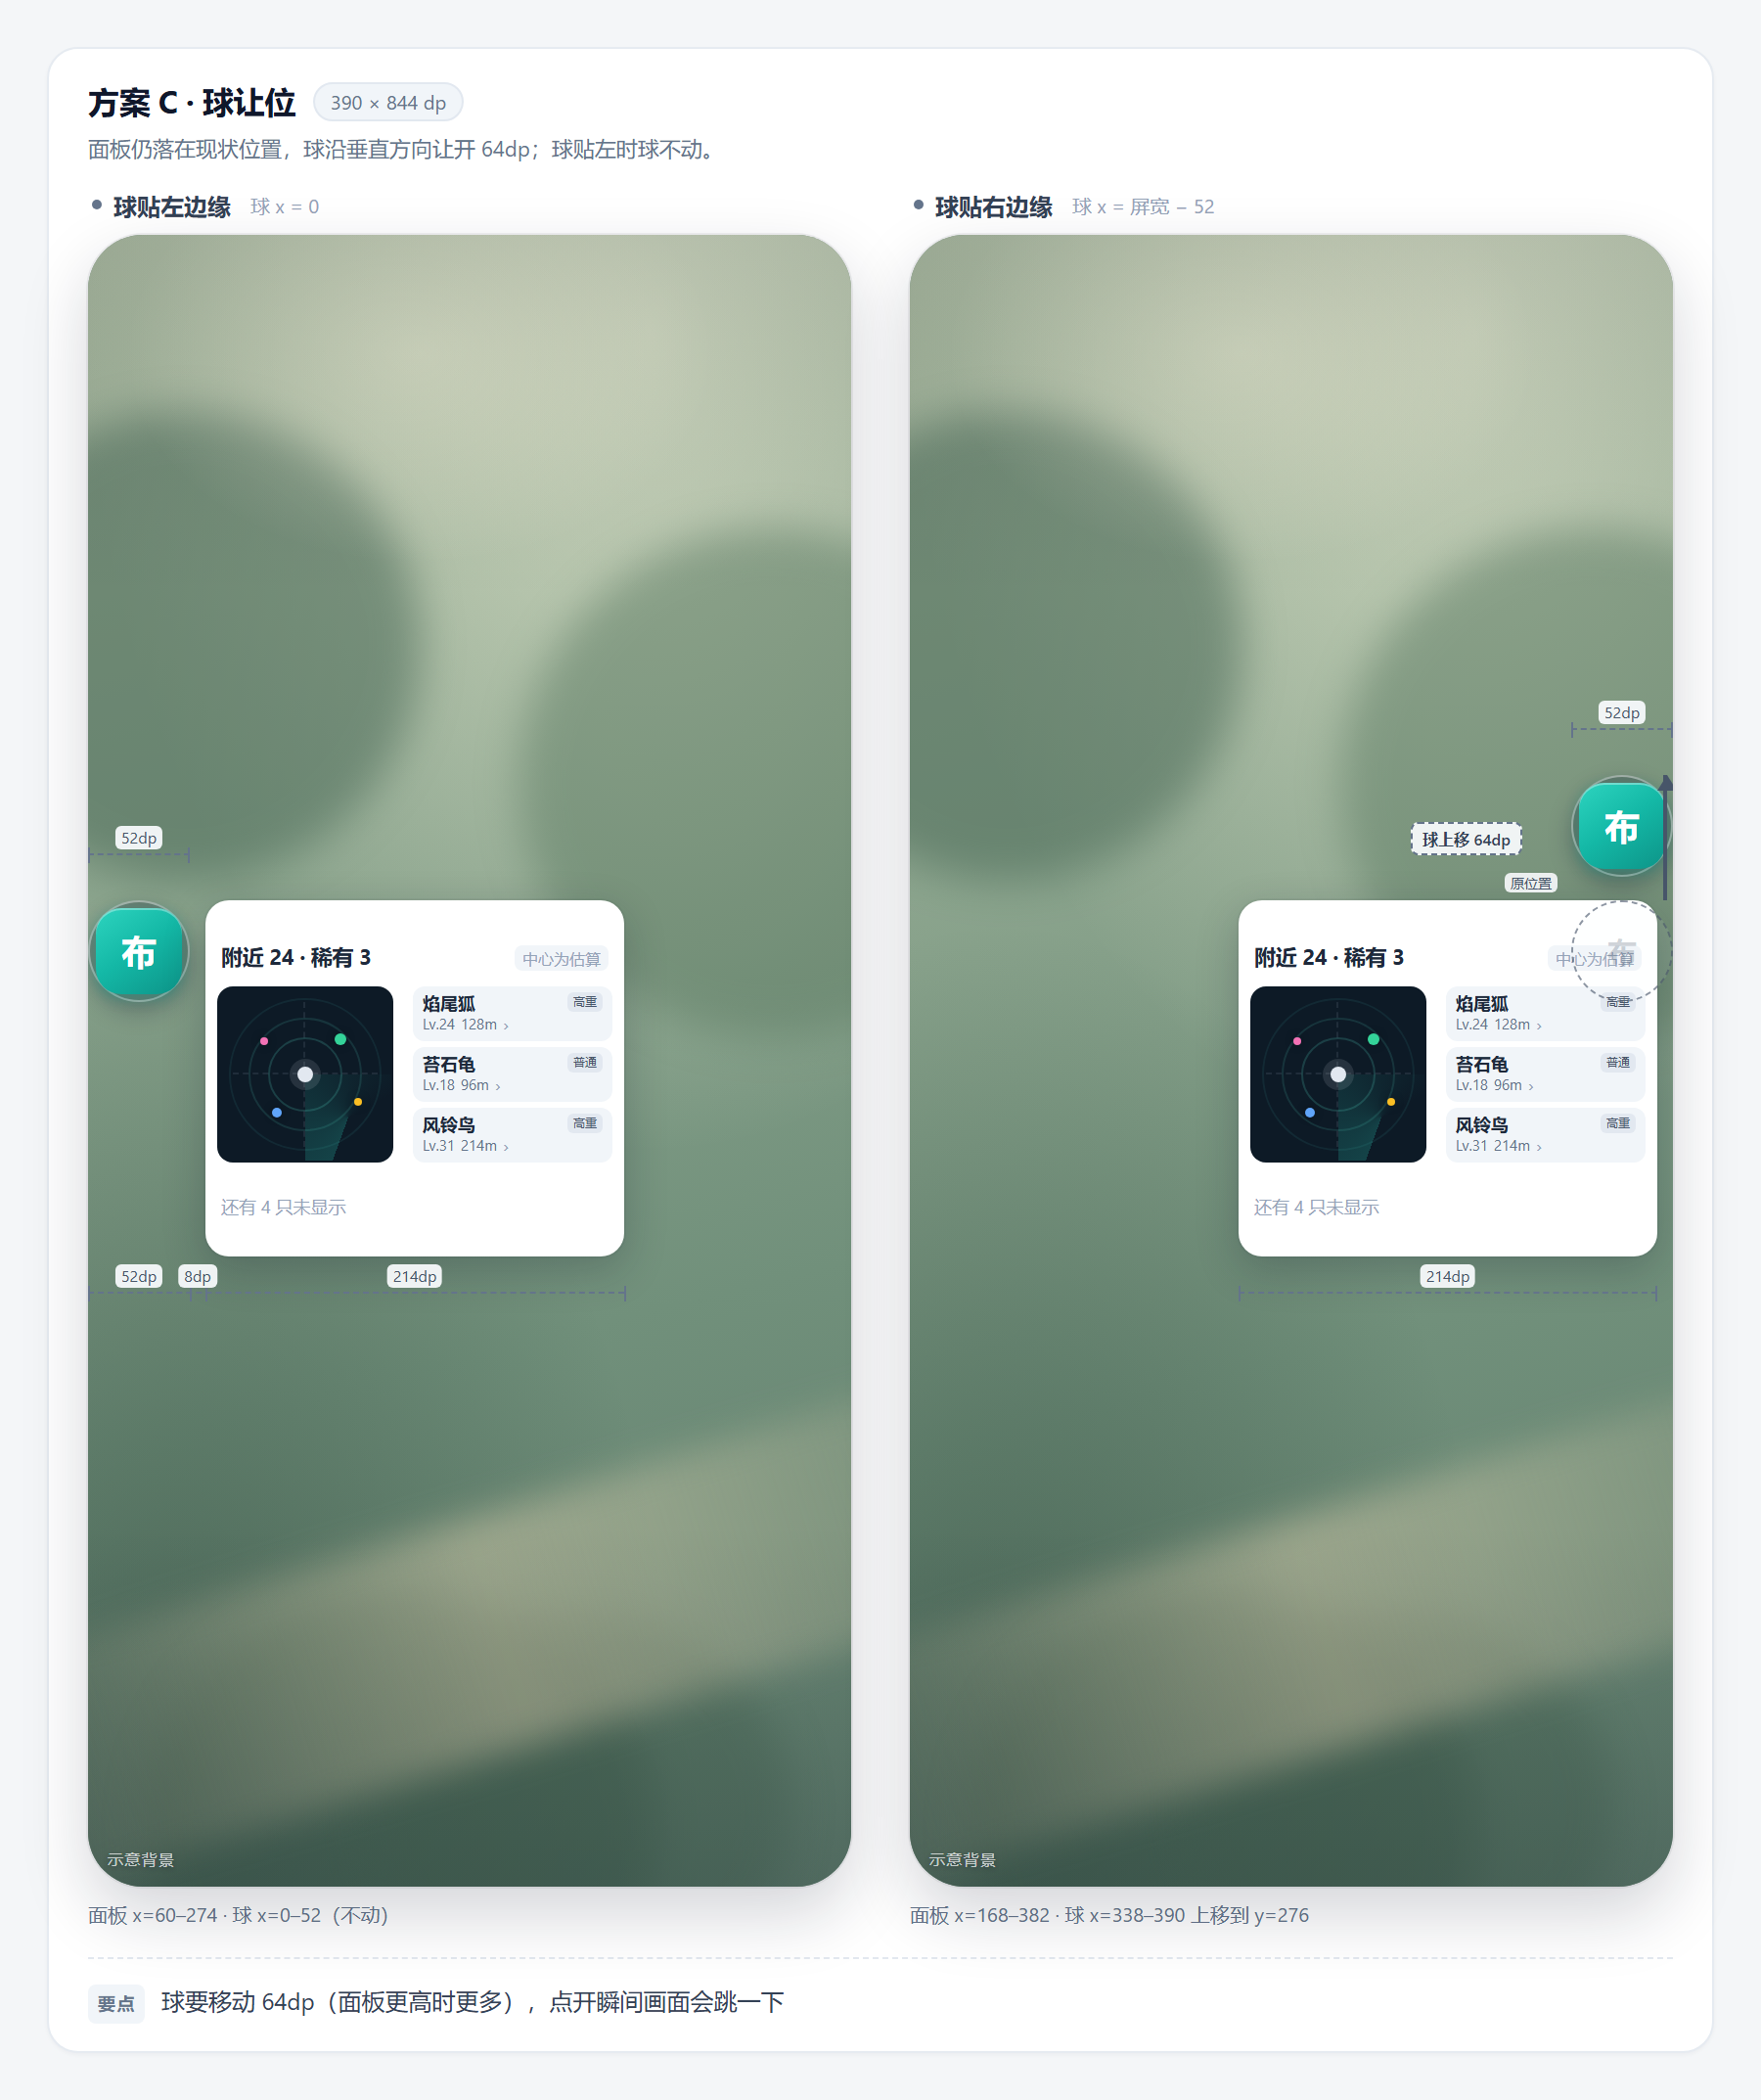 方案 C · 球让位 390 × 844 dp
面板仍落在现状位置，球沿垂直方向让开 64dp；球贴左时球不动。
球贴左边缘 球 x = 0
52dp
布
附近 24 · 稀有 3 中心为估算
焰尾狐 高重
Lv.24 128m ›
苔石龟 普通
Lv.18 96m ›
风铃鸟 高重
Lv.31 214m ›
还有 4 只未显示
52dp 8dp 214dp
示意背景
面板 x=60–274 · 球 x=0–52（不动）
球贴右边缘 球 x = 屏宽 − 52
52dp
布
球上移 64dp
原位置
布
附近 24 · 稀有 3 中心为估算
焰尾狐 高重
Lv.24 128m ›
苔石龟 普通
Lv.18 96m ›
风铃鸟 高重
Lv.31 214m ›
还有 4 只未显示
214dp
示意背景
面板 x=168–382 · 球 x=338–390 上移到 y=276
要点 球要移动 64dp（面板更高时更多），点开瞬间画面会跳一下